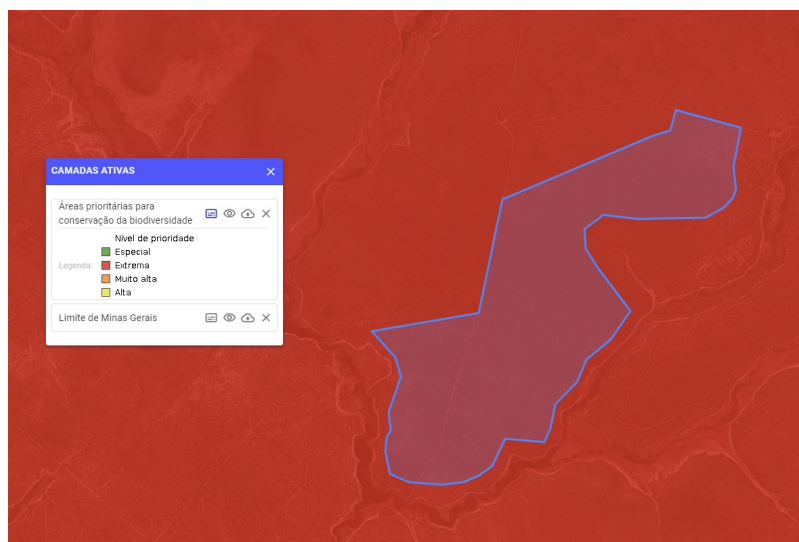 CAMADAS ATIVAS
Áreas prioritárias para
conservação da biodiversidade
Nível de prioridade
Legenda:
Especial
Extrema
Muito alta
Alta
Limite de Minas Gerais